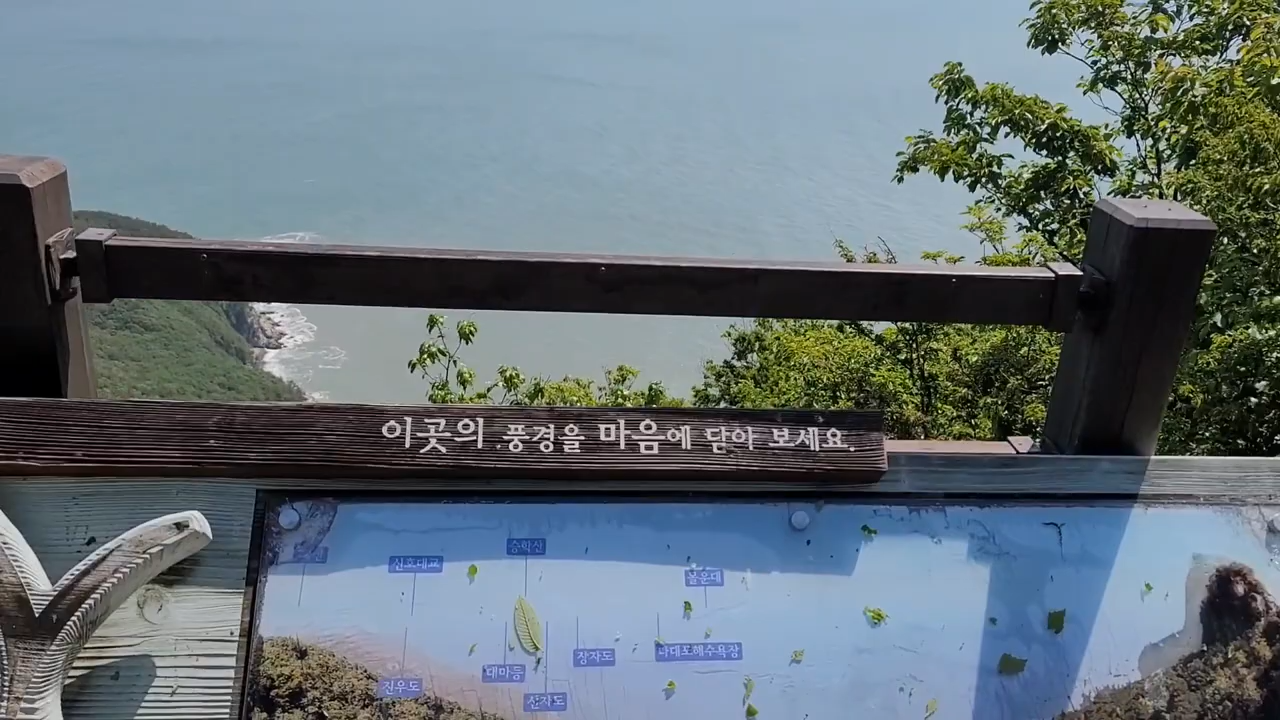 이곳의 풍경을 마음에 담아 보세요.
승학산
신호대교
몰운대
다대포해수욕장
장자도
대마등
진우도
신자도